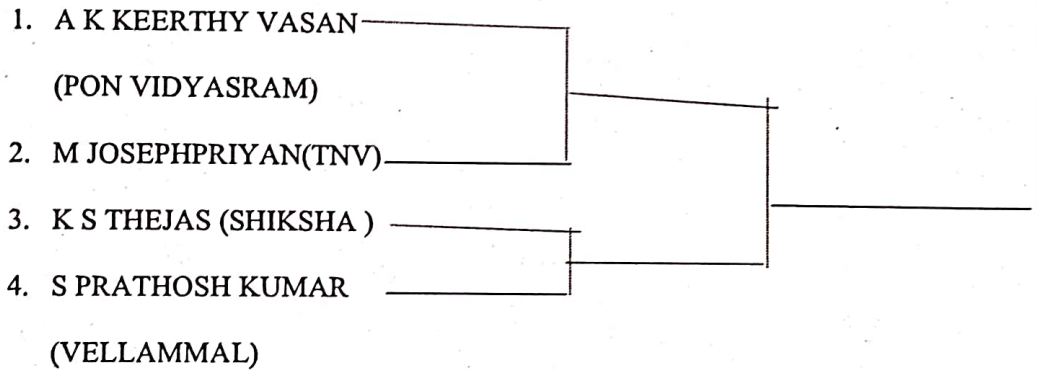 1. A K KEERTHY VASAN
(PON VIDYASRAM)
2. M JOSEPHPRIYAN(TNV)
3. K S THEJAS (SHIKSHA )
4. S PRATHOSH KUMAR
(VELLAMMAL)